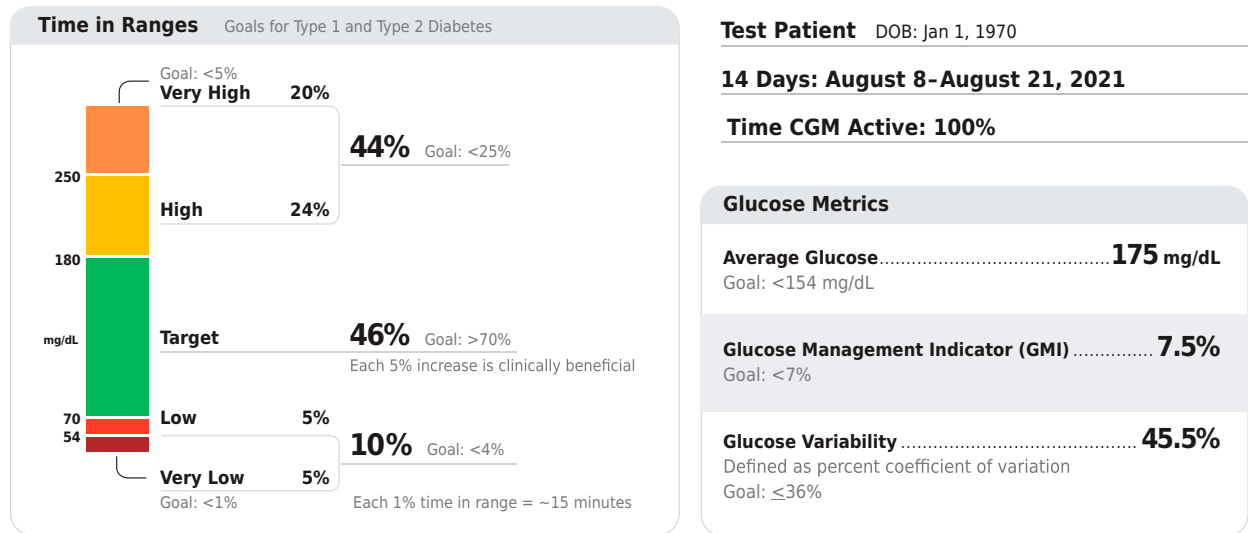 Time in Ranges Goals for Type 1 and Type 2 Diabetes
Goal: <5%
Very High 20%
44% Goal: <25%
250
High 24%
180
mg/dL
Target 46% Goal: >70%
Each 5% increase is clinically beneficial
70
Low 5%
54
10% Goal: <4%
Very Low 5%
Goal: <1%
Each 1% time in range = ~15 minutes
Test Patient DOB: Jan 1, 1970
14 Days: August 8–August 21, 2021
Time CGM Active: 100%
Glucose Metrics
Average Glucose..........................................175 mg/dL
Goal: <154 mg/dL
Glucose Management Indicator (GMI)..............7.5%
Goal: <7%
Glucose Variability..........................................45.5%
Defined as percent coefficient of variation
Goal: ≤36%